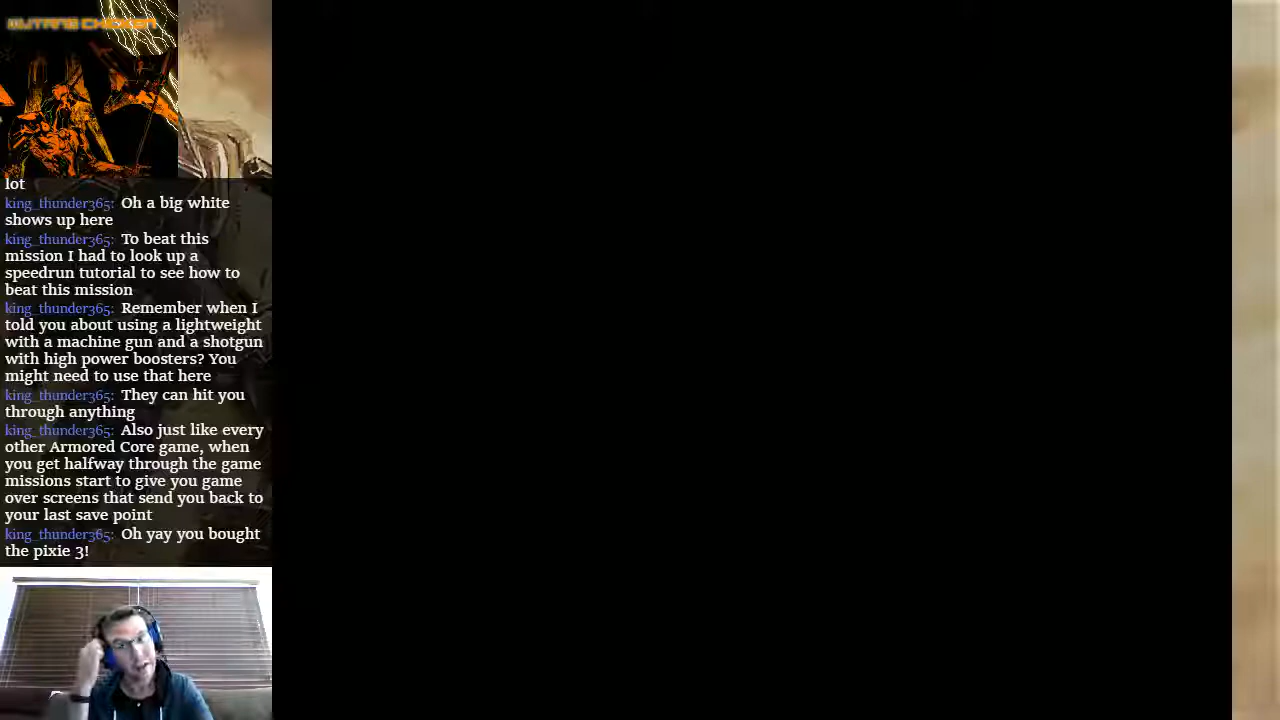 WUTANG CHICKEN
lot
king_thunder365: Oh a big white
shows up here
king_thunder365: To beat this
mission I had to look up a
speedrun tutorial to see how to
beat this mission
king_thunder365: Remember when I
told you about using a lightweight
with a machine gun and a shotgun
with high power boosters? You
might need to use that here
king_thunder365: They can hit you
through anything
king_thunder365: Also just like every
other Armored Core game, when
you get halfway through the game
missions start to give you game
over screens that send you back to
your last save point
king_thunder365: Oh yay you bought
the pixie 3!